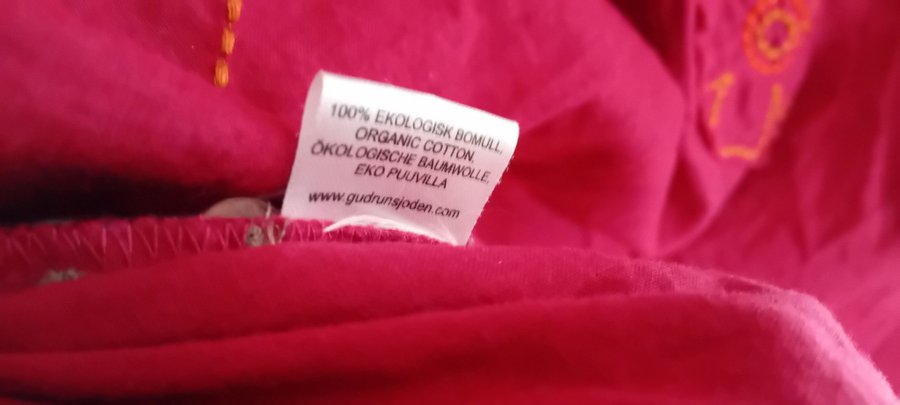 100% EKOLOGISK BOMULL,
ORGANIC COTTON,
ÖKOLOGISCHE BAUMWOLLE,
EKO PUUVILLA
www.gudrunsjoden.com